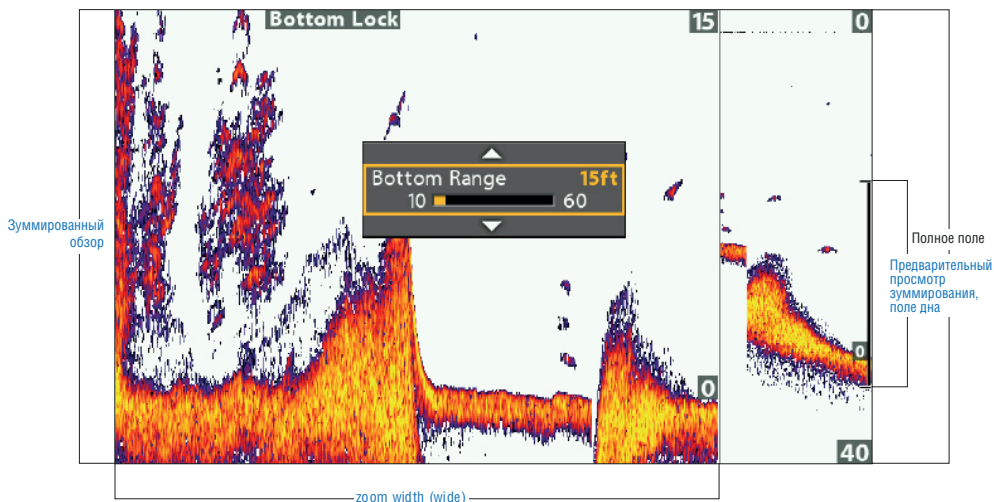 Bottom Lock
15
0
Bottom Range 15ft
10 60
Зуммированный
обзор
Полное поле
Предварительный
просмотр
зуммирования,
поле дна
0
0
40
zoom width (wide)